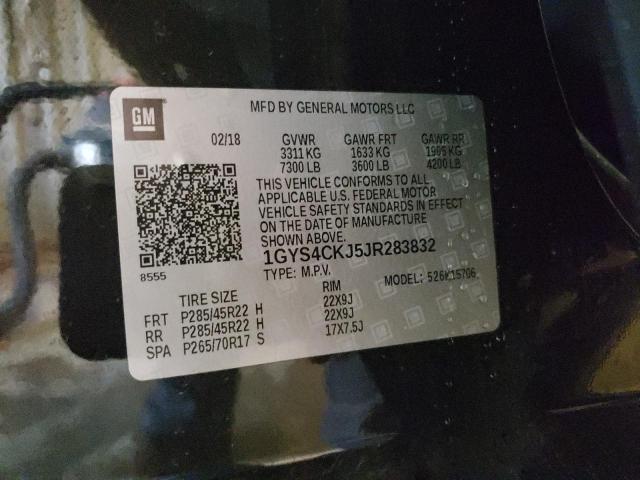 GM
MFD BY GENERAL MOTORS LLC
02/18 GVWR GAWR FRT GAWR RR
3311 KG 1633 KG 1905 KG
7300 LB 3600 LB 4200 LB
THIS VEHICLE CONFORMS TO ALL
APPLICABLE U.S. FEDERAL MOTOR
VEHICLE SAFETY STANDARDS IN EFFECT
ON THE DATE OF MANUFACTURE
SHOWN ABOVE.
1GYS4CKJ5JR283832
8555
TYPE: M.P.V. MODEL: 526K15706
TIRE SIZE RIM
FRT P285/45R22 H 22X9J
RR P285/45R22 H 22X9J
SPA P265/70R17 S 17X7.5J